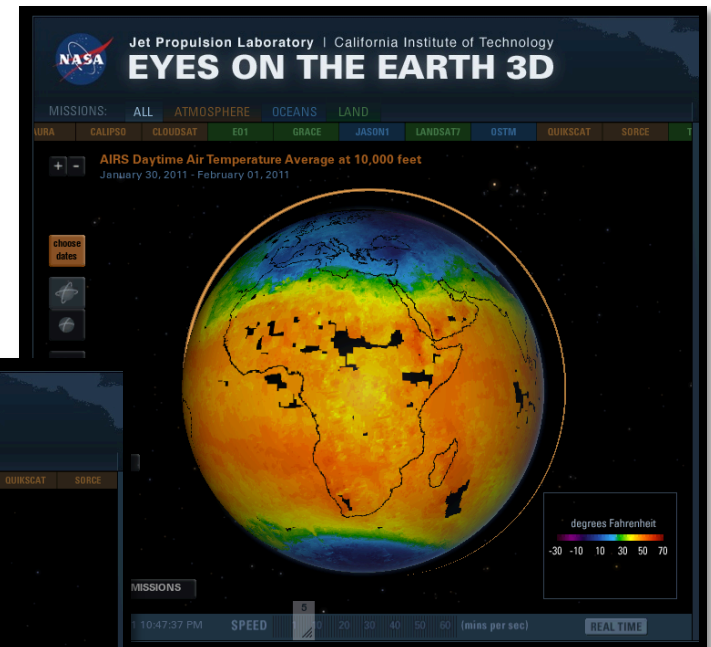 NASA
Jet Propulsion Laboratory | California Institute of Technology
EYES ON THE EARTH 3D
MISSIONS: ALL ATMOSPHERE OCEANS LAND
URA CALIPSO CLOUDSAT EO1 GRACE JASON1 LANDSAT7 OSTM QUIKSCAT SORCE T
+ -
AIRS Daytime Air Temperature Average at 10,000 feet
January 30, 2011 - February 01, 2011
choose
dates
QUIKSCAT SORCE
degrees Fahrenheit
-30 -10 10 30 50 70
MISSIONS
5
1 10:47:37 PM SPEED 20 30 40 50 60 (mins per sec) REAL TIME